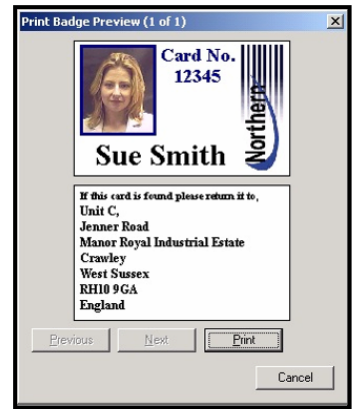 Print Badge Preview (1 of 1)
Card No.
12345
Northern
Sue Smith
If this card is found please return it to,
Unit C,
Jenner Road
Manor Royal Industrial Estate
Crawley
West Sussex
RH10 9GA
England
Previous
Next
Print
Cancel